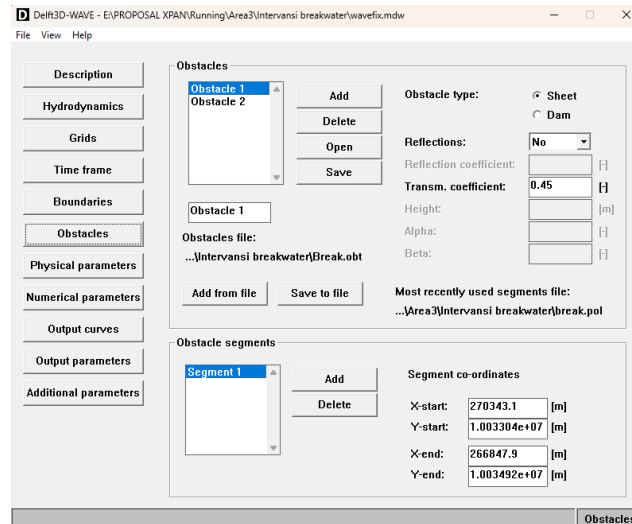 Delft3D-WAVE - E:\PROPOSAL XPAN\Running\Area3\Intervansi breakwater\wavefix.mdw
File View Help
Description
Hydrodynamics
Grids
Time frame
Boundaries
Obstacles
Physical parameters
Numerical parameters
Output curves
Output parameters
Additional parameters
Obstacles
Obstacle 1
Obstacle 2
Add
Delete
Open
Save
Obstacle 1
Obstacles file:
...\Intervansi breakwater\Break.obt
Add from file
Save to file
Obstacle type:
Sheet
Dam
Reflections: No
Reflection coefficient: [-]
Transm. coefficient: 0.45 [-]
Height: [m]
Alpha: [-]
Beta: [-]
Most recently used segments file:
...\Area3\Intervansi breakwater\break.pol
Obstacle segments
Segment 1
Add
Delete
Segment co-ordinates
X-start: 270343.1 [m]
Y-start: 1.003304e+07 [m]
X-end: 266847.9 [m]
Y-end: 1.003492e+07 [m]
Obstacles